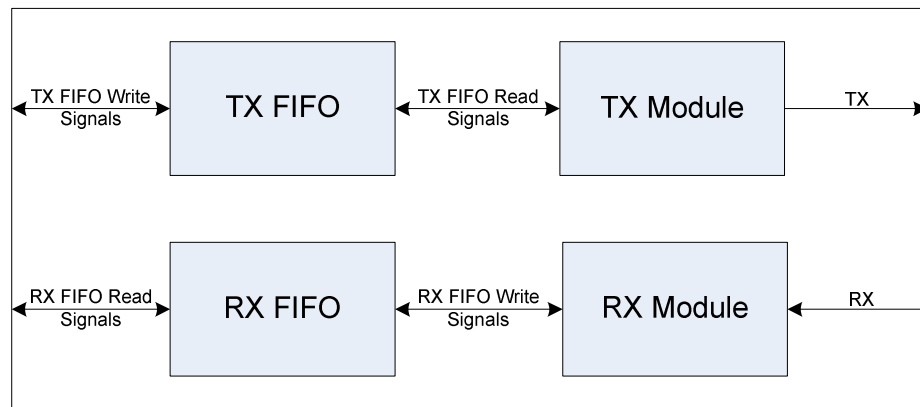 TX FIFO Write
Signals
TX FIFO
TX FIFO Read
Signals
TX Module
TX
RX FIFO Read
Signals
RX FIFO
RX FIFO Write
Signals
RX Module
RX